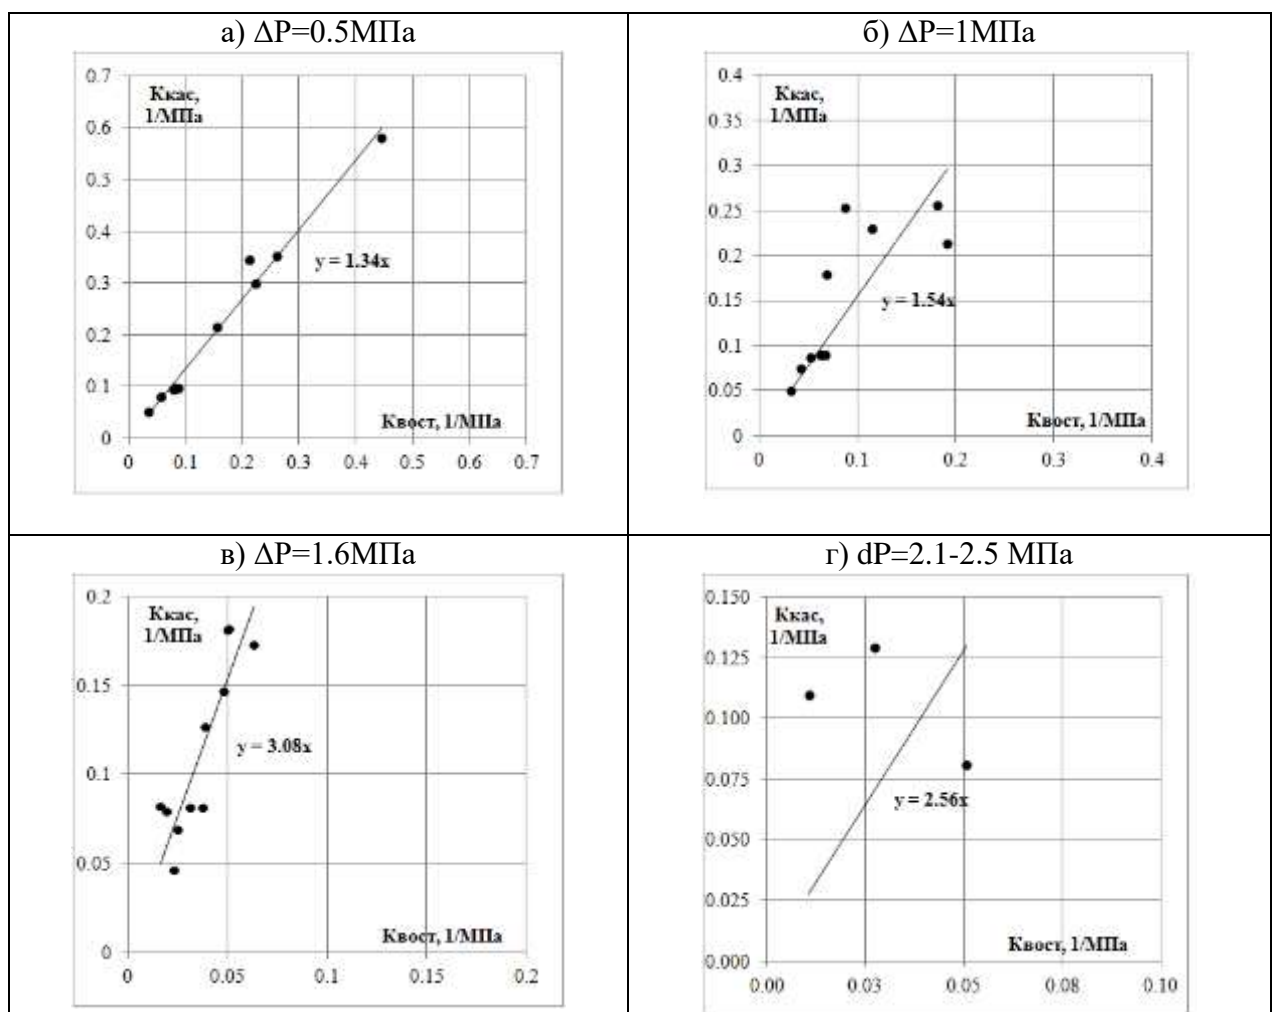 а) ΔP=0.5МПа
0.7
Ккас,
1/МПа
0.6
0.5
0.4
y = 1.34x
0.3
0.2
0.1
Квост, 1/МПа
0
0 0.1 0.2 0.3 0.4 0.5 0.6 0.7
б) ΔP=1МПа
0.4
Ккас,
1/МПа
0.35
0.3
0.25
0.2
0.15
y = 1.54x
0.1
0.05
Квост, 1/МПа
0
0 0.1 0.2 0.3 0.4
в) ΔP=1.6МПа
0.2
Ккас,
1/МПа
0.15
y = 3.08x
0.1
0.05
Квост, 1/МПа
0
0 0.05 0.1 0.15 0.2
г) dP=2.1-2.5 МПа
0.150
Ккас,
1/МПа
0.125
0.100
0.075
y = 2.56x
0.050
0.025
Квост, 1/МПа
0.000
0.00 0.03 0.05 0.08 0.10